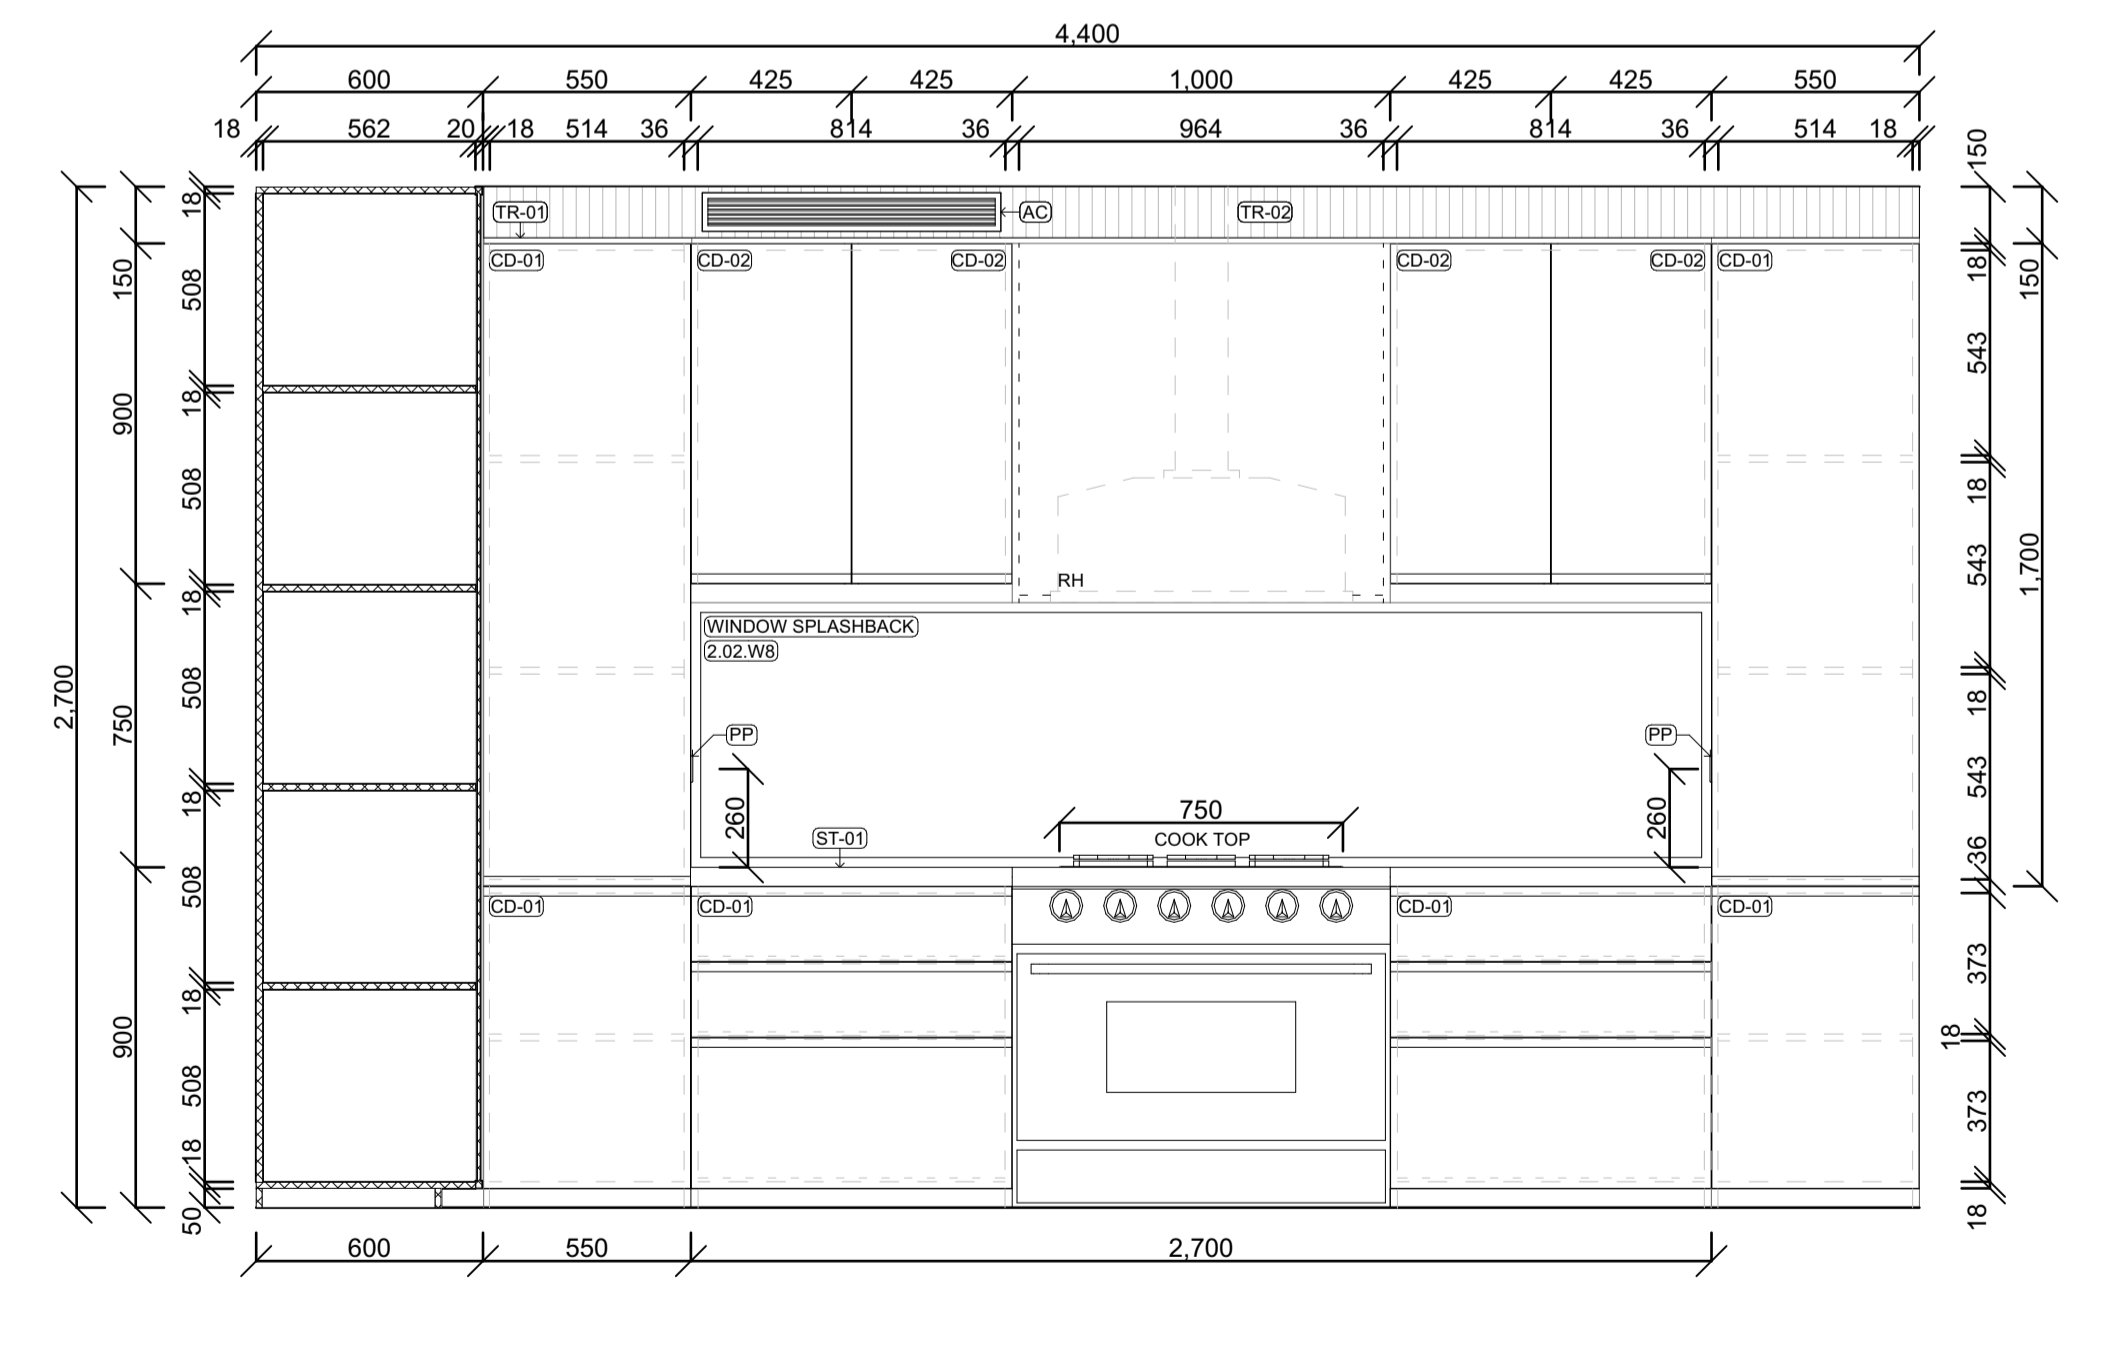 4,400
600 550 425 425 1,000 425 425 550
18 562 20 18 514 36 814 36 964 36 814 36 514 18
TR-01 AC TR-02
CD-01 CD-02 CD-02 CD-02 CD-02 CD-01
RH
WINDOW SPLASHBACK
2.02.W8
PP PP
260 260
750
COOK TOP
ST-01
CD-01 CD-01 CD-01 CD-01
2,700
150
900
750
900
18
508
18
508
18
508
18
508
18
508
18
50
150
18
543
18
543
18
543
36
373
18
373
18
150
1,700
600 550 2,700